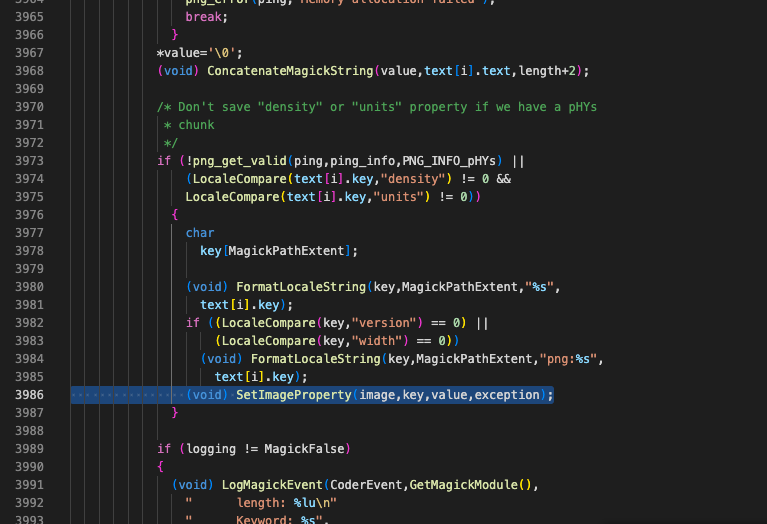 3964 png_error(ping,"Memory allocation failed");
3965 break;
3966 }
3967 *value='\0';
3968 (void) ConcatenateMagickString(value,text[i].text,length+2);
3969
3970 /* Don't save "density" or "units" property if we have a pHYs
3971 * chunk
3972 */
3973 if (!png_get_valid(ping,ping_info,PNG_INFO_pHYs) ||
3974 (LocaleCompare(text[i].key,"density") != 0 &&
3975 LocaleCompare(text[i].key,"units") != 0))
3976 {
3977 char
3978 key[MagickPathExtent];
3979
3980 (void) FormatLocaleString(key,MagickPathExtent,"%s",
3981 text[i].key);
3982 if ((LocaleCompare(key,"version") == 0) ||
3983 (LocaleCompare(key,"width") == 0))
3984 (void) FormatLocaleString(key,MagickPathExtent,"png:%s",
3985 text[i].key);
3986 (void) SetImageProperty(image,key,value,exception);
3987 }
3988
3989 if (logging != MagickFalse)
3990 {
3991 (void) LogMagickEvent(CoderEvent,GetMagickModule(),
3992 " length: %lu\n"
3993 " Keyword: %s",